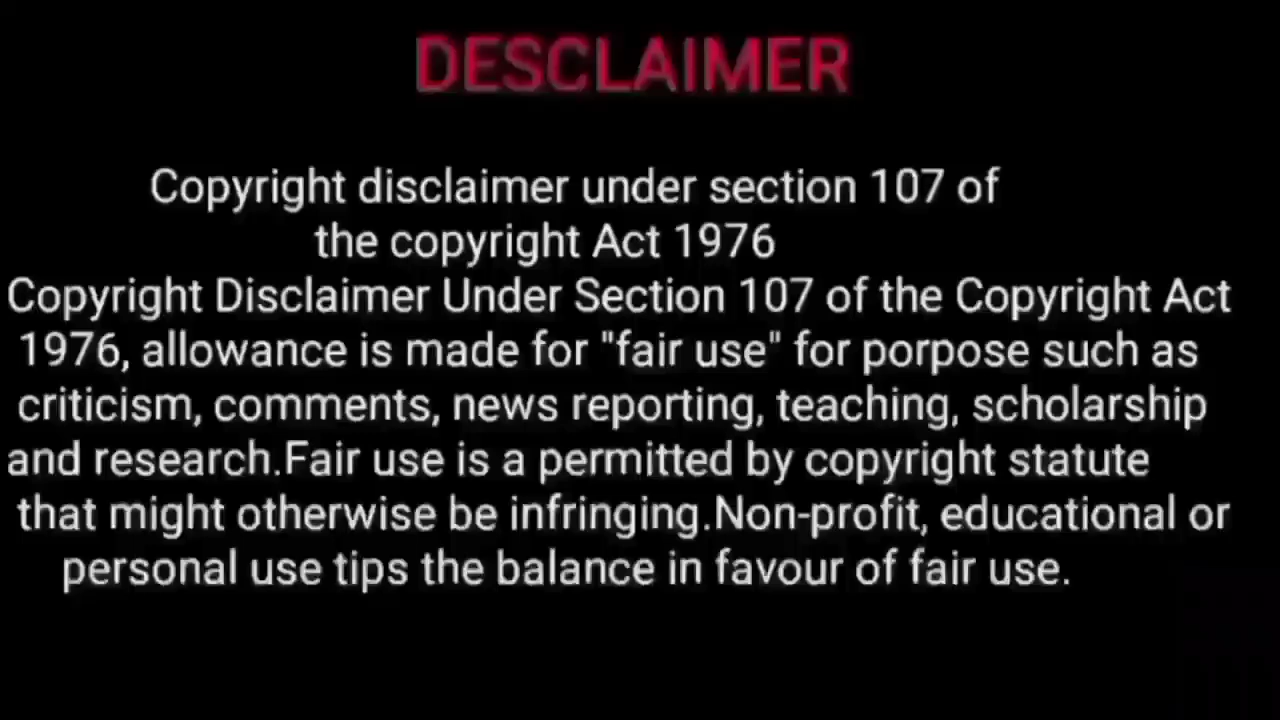 DESCLAIMER
Copyright disclaimer under section 107 of
the copyright Act 1976
Copyright Disclaimer Under Section 107 of the Copyright Act
1976, allowance is made for "fair use" for porpose such as
criticism, comments, news reporting, teaching, scholarship
and research.Fair use is a permitted by copyright statute
that might otherwise be infringing.Non-profit, educational or
personal use tips the balance in favour of fair use.